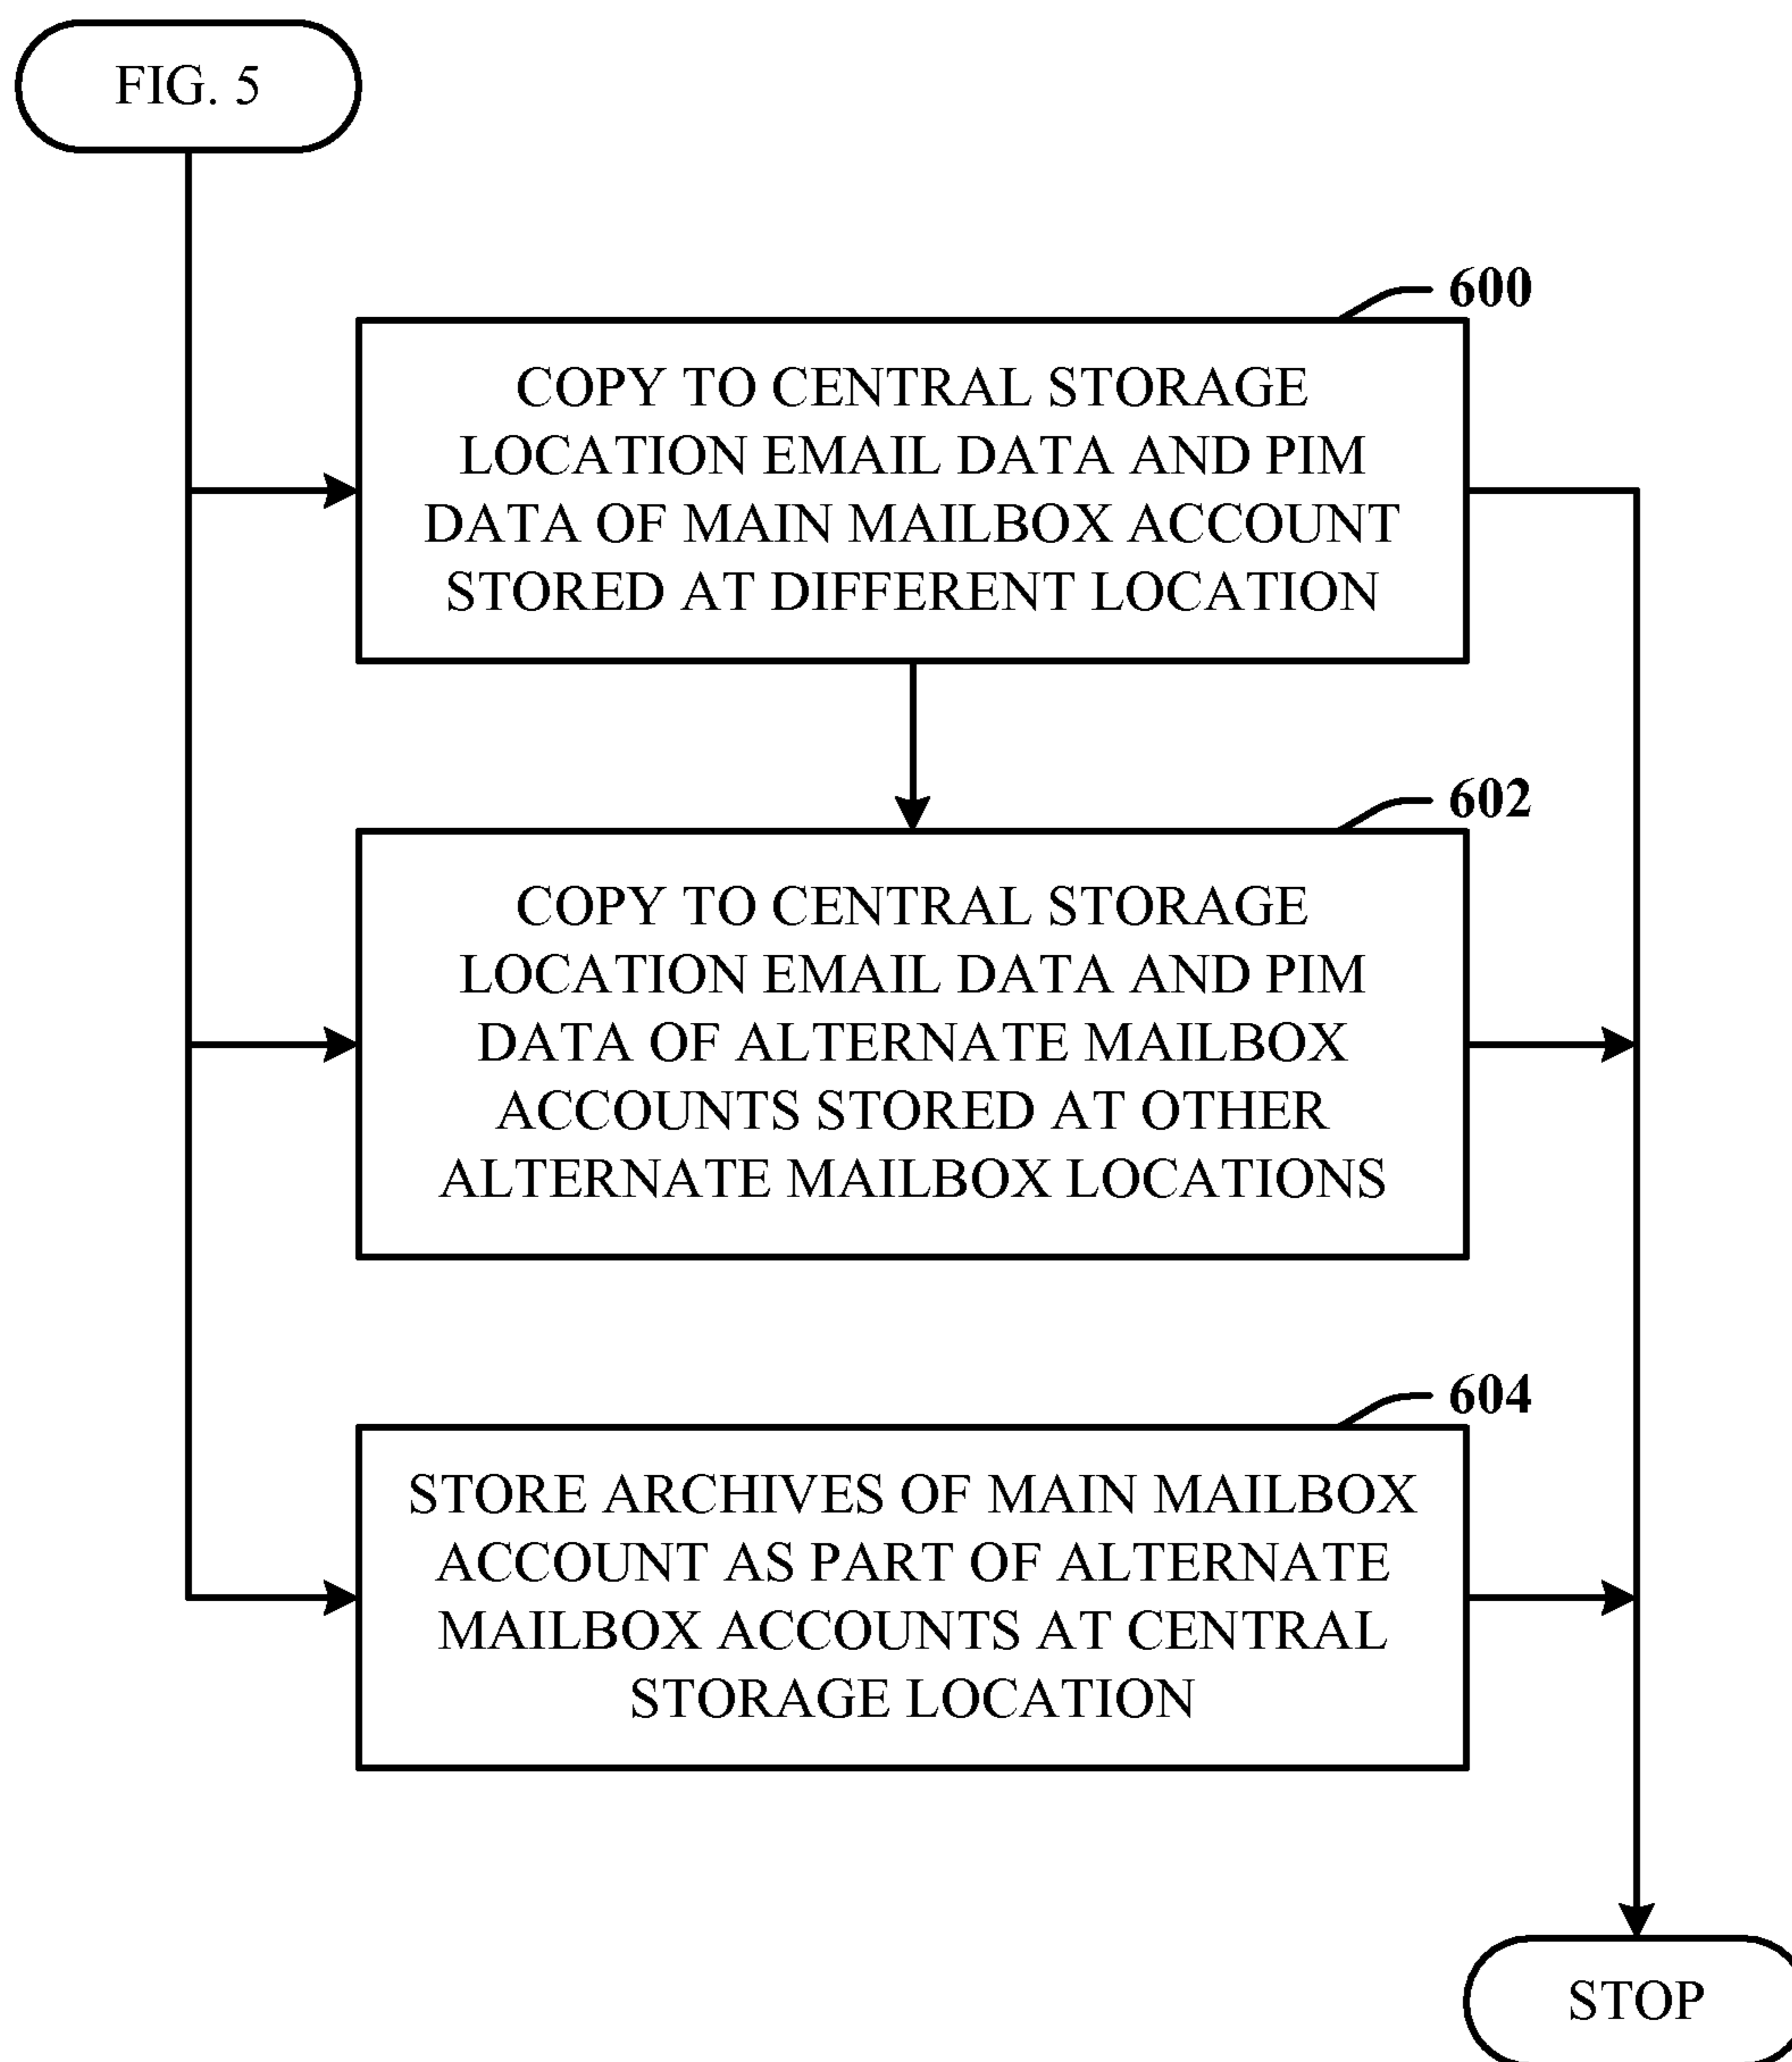 FIG. 5
600
COPY TO CENTRAL STORAGE
LOCATION EMAIL DATA AND PIM
DATA OF MAIN MAILBOX ACCOUNT
STORED AT DIFFERENT LOCATION
602
COPY TO CENTRAL STORAGE
LOCATION EMAIL DATA AND PIM
DATA OF ALTERNATE MAILBOX
ACCOUNTS STORED AT OTHER
ALTERNATE MAILBOX LOCATIONS
604
STORE ARCHIVES OF MAIN MAILBOX
ACCOUNT AS PART OF ALTERNATE
MAILBOX ACCOUNTS AT CENTRAL
STORAGE LOCATION
STOP